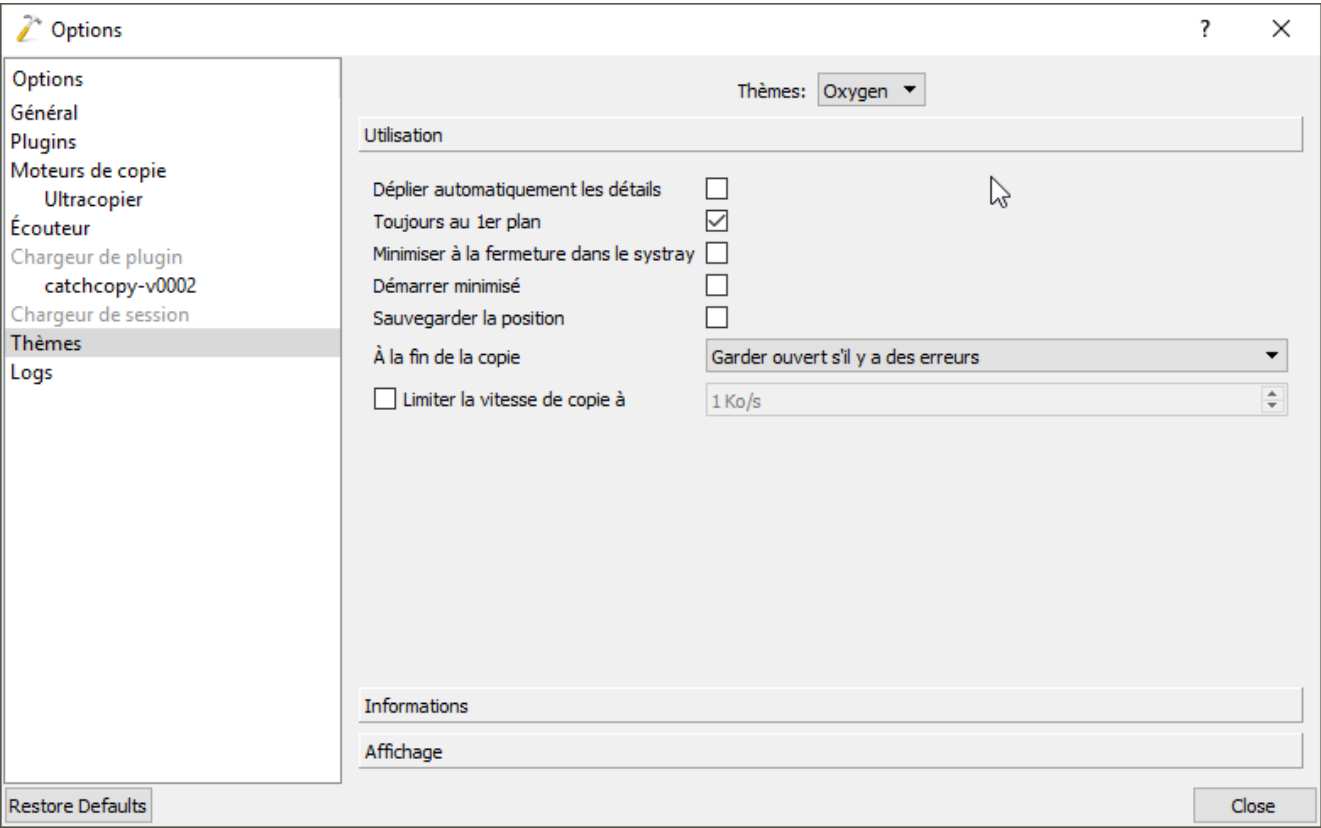 Options
?
Options
Général
Plugins
Moteurs de copie
Ultracopier
Écouteur
Chargeur de plugin
catchcopy-v0002
Chargeur de session
Thèmes
Logs
Thèmes: Oxygen
Utilisation
Déplier automatiquement les détails
Toujours au 1er plan
Minimiser à la fermeture dans le systray
Démarrer minimisé
Sauvegarder la position
À la fin de la copie Garder ouvert s'il y a des erreurs
Limiter la vitesse de copie à 1 Ko/s
Informations
Affichage
Restore Defaults Close